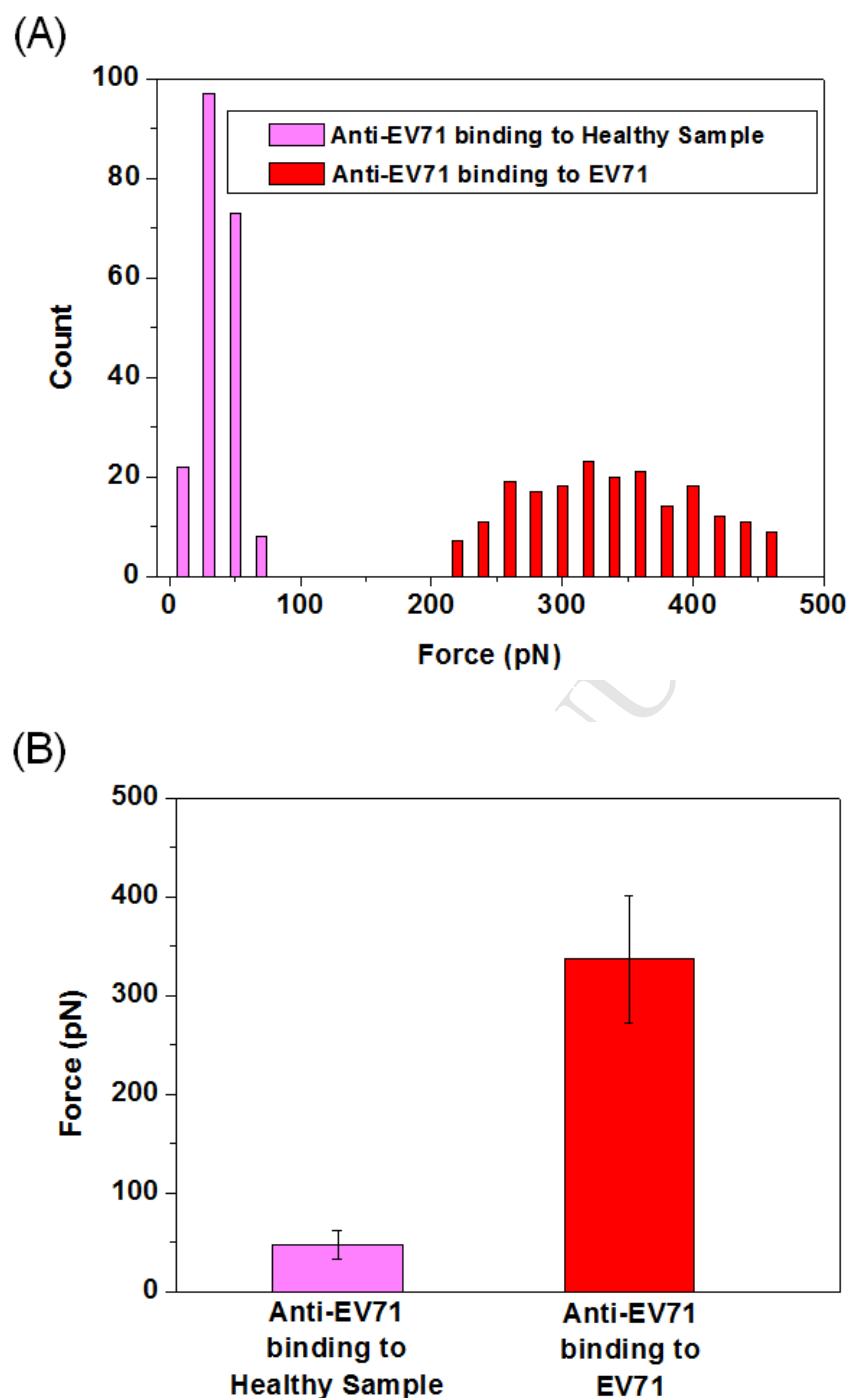 (A)
100
80
60
40
20
0
Count
Anti-EV71 binding to Healthy Sample
Anti-EV71 binding to EV71
0 100 200 300 400 500
Force (pN)
(B)
500
400
300
200
100
0
Force (pN)
Anti-EV71
binding to
Healthy Sample
Anti-EV71
binding to
EV71